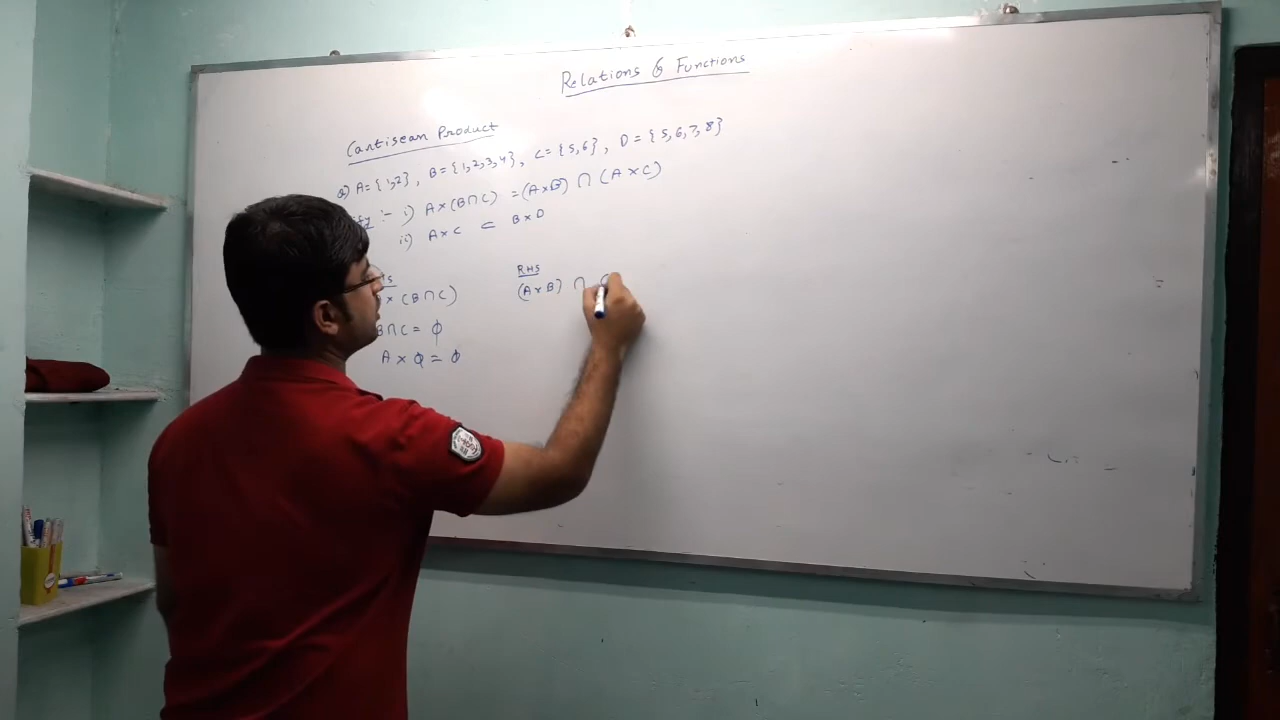 Relations & Functions
Cartisean Product
Q) A = {1,2}, B = {1,2,3,4}, C = {5,6}, D = {5,6,7,8}
:- i) A × (B ∩ C) = (A × B) ∩ (A × C)
ii) A × C ⊂ B × D
RHS
× (B ∩ C)
(A × B) ∩
B ∩ C = ϕ
A × ϕ = ϕ